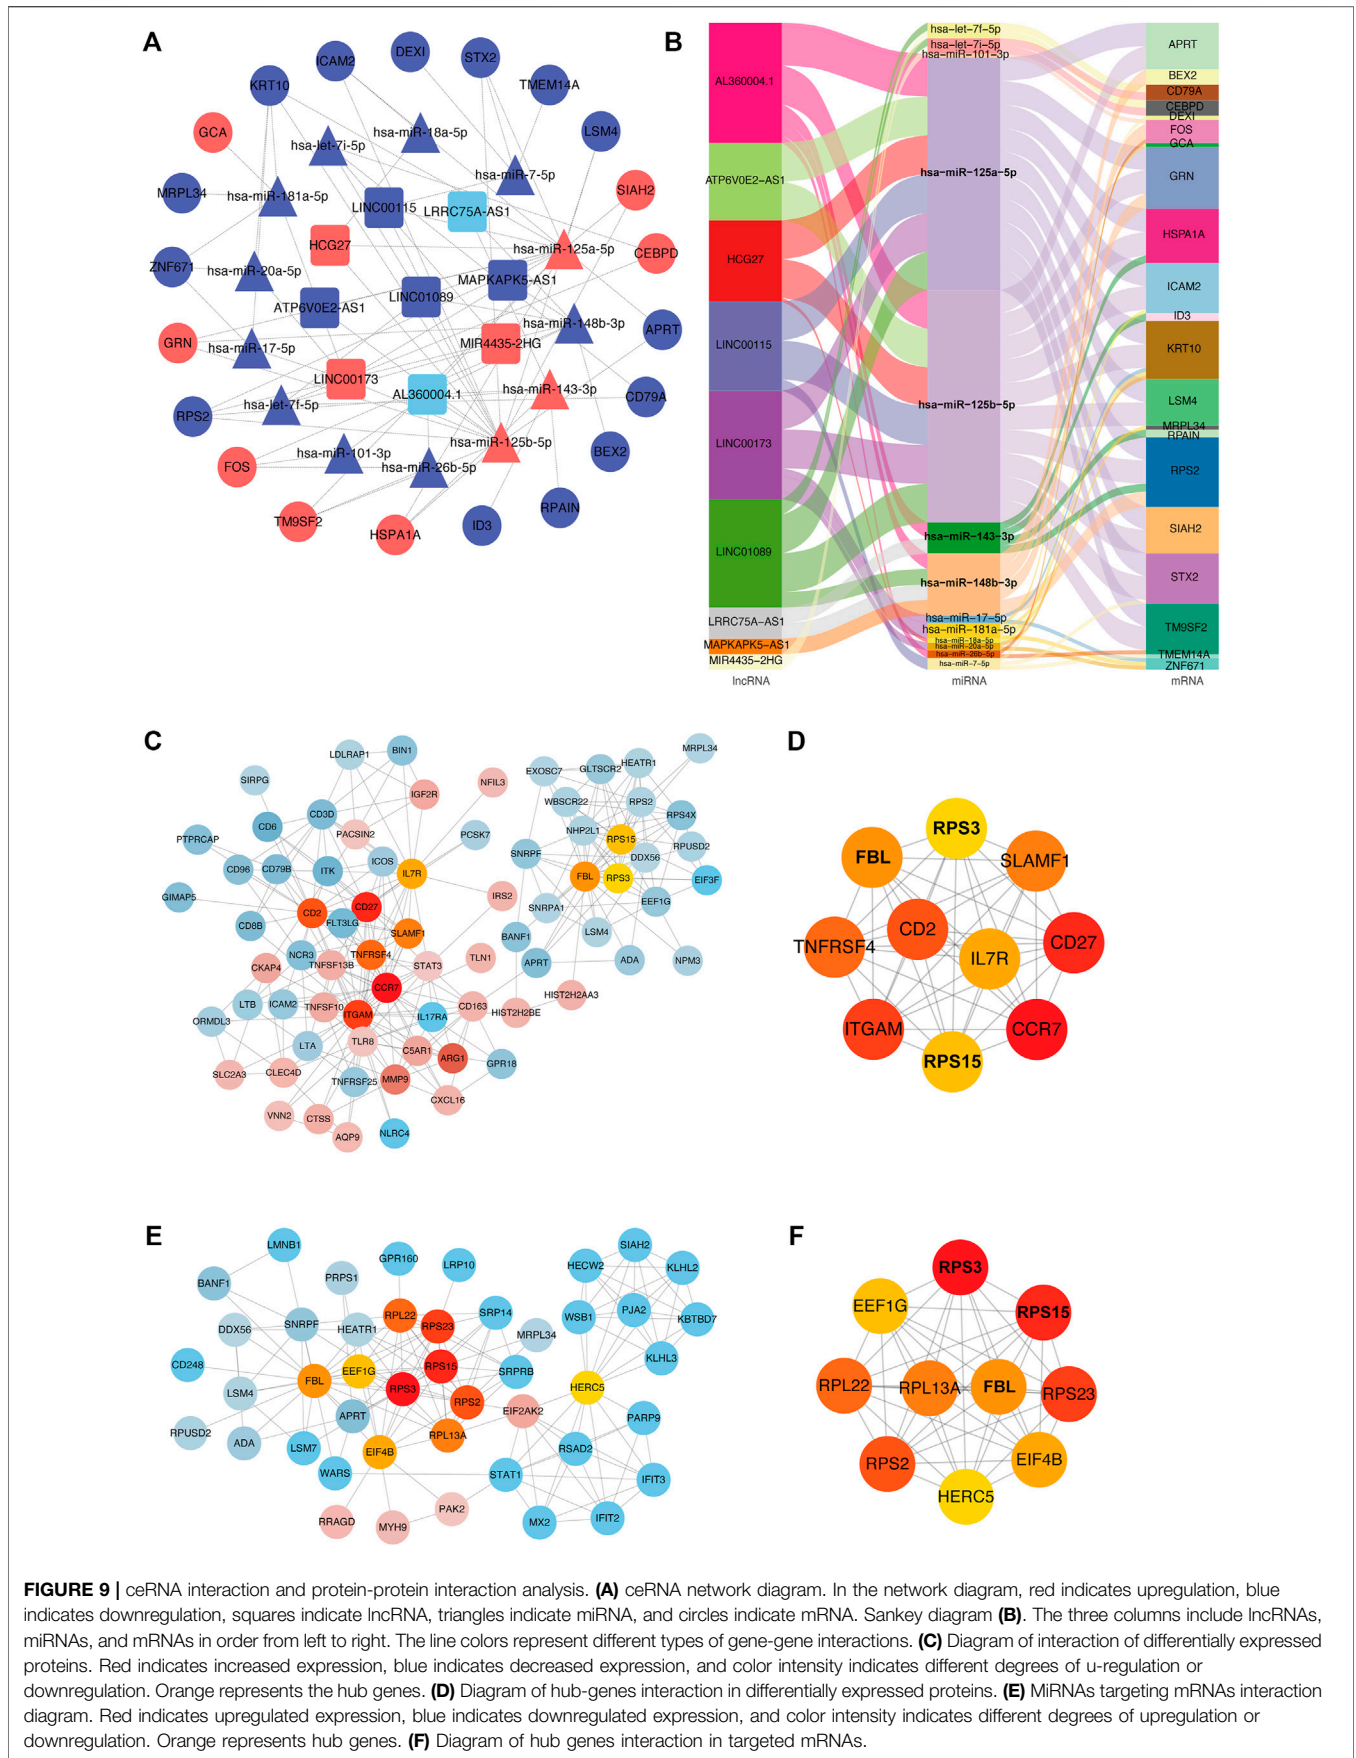 A
DEXI
ICAM2
STX2
KRT10
TMEM14A
GCA
hsa-miR-18a-5p
LSM4
hsa-let-7i-5p
hsa-miR-7-5p
MRPL34
hsa-miR-181a-5p
SIAH2
LINC00115
LRRC75A-AS1
HCG27
hsa-miR-125a-5p
CEBPD
ZNF671
hsa-miR-20a-5p
MAPKAPK5-AS1
ATP6V0E2-AS1
LINC01089
hsa-miR-148b-3p
APRT
GRN
hsa-miR-17-5p
MIR4435-2HG
LINC00173
hsa-miR-143-3p
AL360004.1
CD79A
RPS2
hsa-let-7f-5p
hsa-miR-125b-5p
BEX2
FOS
hsa-miR-101-3p
hsa-miR-26b-5p
RPAIN
TM9SF2
HSPA1A
ID3
B
AL360004.1
ATP6V0E2-AS1
HCG27
LINC00115
LINC00173
LINC01089
LRRC75A-AS1
MAPKAPK5-AS1
MIR4435-2HG
lncRNA
hsa-let-7f-5p
hsa-let-7i-5p
hsa-miR-101-3p
hsa-miR-125a-5p
hsa-miR-125b-5p
hsa-miR-143-3p
hsa-miR-148b-3p
hsa-miR-17-5p
hsa-miR-181a-5p
hsa-miR-18a-5p
hsa-miR-20a-5p
hsa-miR-26b-5p
hsa-miR-7-5p
miRNA
APRT
BEX2
CD79A
CEBPD
DEXI
FOS
GCA
GRN
HSPA1A
ICAM2
ID3
KRT10
LSM4
MRPL34
RPAIN
RPS2
SIAH2
STX2
TM9SF2
TMEM14A
ZNF671
mRNA
C
LDLRAP1
BIN1
SIRPG
IGF2R
NFIL3
CD3D
CD6
PACSIN2
PCSK7
PTPRCAP
CD96
CD79B
ITK
ICOS
IL7R
GIMAP5
IRS2
CD2
CD27
FLT3LG
CD8B
SLAMF1
NCR3
TNFRSF4
CKAP4
TNFSF13B
STAT3
TLN1
CCR7
LTB
ICAM2
TNFSF10
CD163
ORMDL3
ITGAM
IL17RA
HIST2H2BE
HIST2H2AA3
LTA
TLR8
C5AR1
ARG1
GPR18
SLC2A3
CLEC4D
TNFRSF25
MMP9
CXCL16
VNN2
CTSS
AQP9
NLRC4
MRPL34
EXOSC7
GLTSCR2
HEATR1
WBSCR22
RPS2
RPS4X
NHP2L1
RPS15
SNRPF
DDX56
RPUSD2
FBL
RPS3
EIF3F
SNRPA1
EEF1G
LSM4
BANF1
APRT
ADA
NPM3
D
RPS3
FBL
SLAMF1
CD2
TNFRSF4
IL7R
CD27
ITGAM
CCR7
RPS15
E
LMNB1
GPR160
LRP10
BANF1
PRPS1
RPL22
SRP14
DDX56
SNRPF
HEATR1
RPS23
MRPL34
CD248
RPS15
SRPRB
FBL
EEF1G
RPS3
LSM4
RPS2
APRT
EIF2AK2
RPUSD2
ADA
LSM7
EIF4B
RPL13A
WARS
STAT1
RRAGD
MYH9
PAK2
SIAH2
HECW2
KLHL2
WSB1
PJA2
KBTBD7
KLHL3
HERC5
PARP9
RSAD2
IFIT3
MX2
IFIT2
F
RPS3
EEF1G
RPS15
RPL22
RPL13A
FBL
RPS23
RPS2
EIF4B
HERC5
FIGURE 9 | ceRNA interaction and protein-protein interaction analysis. (A) ceRNA network diagram. In the network diagram, red indicates upregulation, blue
indicates downregulation, squares indicate lncRNA, triangles indicate miRNA, and circles indicate mRNA. Sankey diagram (B). The three columns include lncRNAs,
miRNAs, and mRNAs in order from left to right. The line colors represent different types of gene-gene interactions. (C) Diagram of interaction of differentially expressed
proteins. Red indicates increased expression, blue indicates decreased expression, and color intensity indicates different degrees of u-regulation or
downregulation. Orange represents the hub genes. (D) Diagram of hub-genes interaction in differentially expressed proteins. (E) MiRNAs targeting mRNAs interaction
diagram. Red indicates upregulated expression, blue indicates downregulated expression, and color intensity indicates different degrees of upregulation or
downregulation. Orange represents hub genes. (F) Diagram of hub genes interaction in targeted mRNAs.